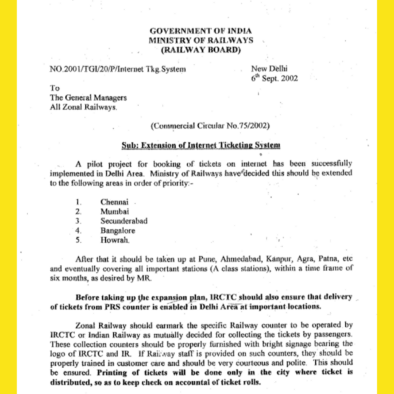 GOVERNMENT OF INDIA
MINISTRY OF RAILWAYS
(RAILWAY BOARD)
NO.2001/TGI/20/P/Internet Tkg.System New Delhi
6th Sept. 2002
To
The General Managers
All Zonal Railways.
(Commercial Circular No.75/2002)
Sub: Extension of Internet Ticketing System
A pilot project for booking of tickets on internet has been successfully
implemented in Delhi Area. Ministry of Railways have decided this should be extended
to the following areas in order of priority:-
1. Chennai
2. Mumbai
3. Secunderabad
4. Bangalore
5. Howrah.
After that it should be taken up at Pune, Ahmedabad, Kanpur, Agra, Patna, etc
and eventually covering all important stations (A class stations), within a time frame of
six months, as desired by MR.
Before taking up the expansion plan, IRCTC should also ensure that delivery
of tickets from PRS counter is enabled in Delhi Area at important locations.
Zonal Railway should earmark the specific Railway counter to be operated by
IRCTC or Indian Railway as mutually decided for collecting the tickets by passengers.
These collection counters should be properly furnished with bright signage bearing the
logo of IRCTC and IR. If Railway staff is provided on such counters, they should be
properly trained in customer care and should be very courteous and polite. This should
be ensured. Printing of tickets will be done only in the city where ticket is
distributed, so as to keep check on accountal of ticket rolls.